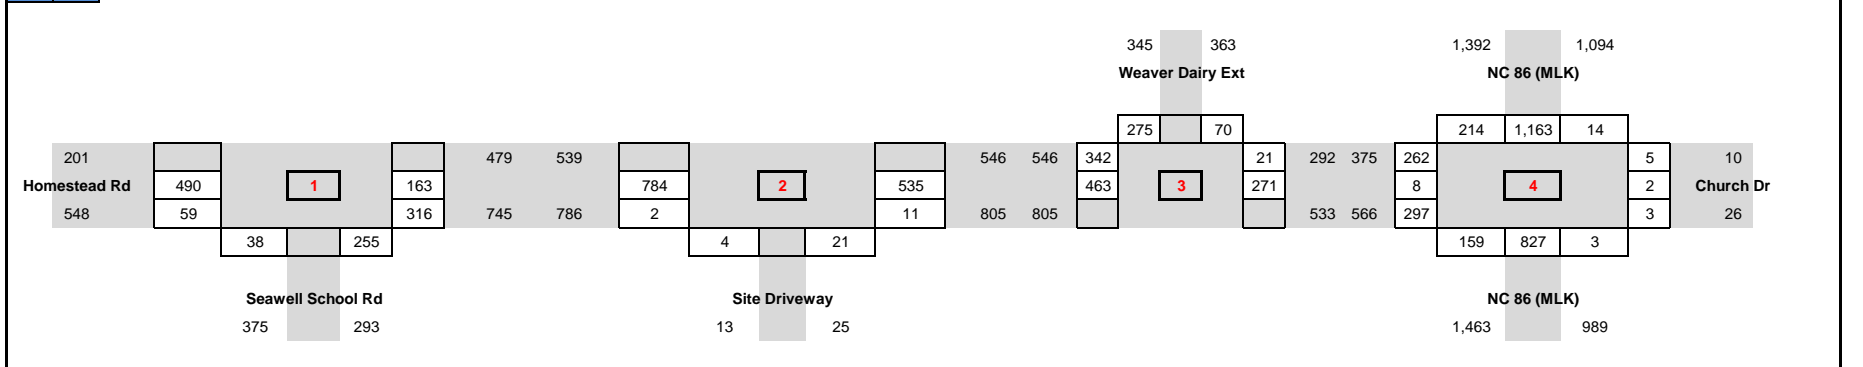 345 363 1,392 1,094
Weaver Dairy Ext NC 86 (MLK)
275 70 214 1,163 14
201 479 539 546 546 342 21 292 375 262 5 10
Homestead Rd 490 1 163 784 2 535 463 3 271 8 4 2 Church Dr
548 59 316 745 786 2 11 805 805 533 566 297 3 26
38 255 4 21 159 827 3
Seawell School Rd Site Driveway NC 86 (MLK)
375 293 13 25 1,463 989